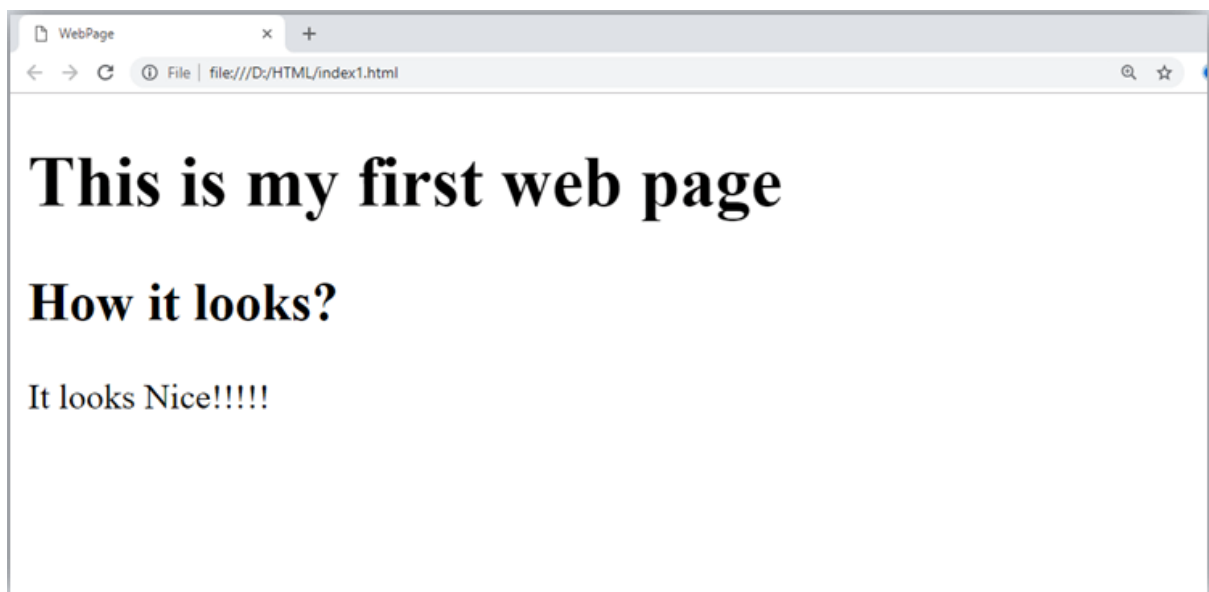 WebPage
File | file:///D:/HTML/index1.html
This is my first web page
How it looks?
It looks Nice!!!!!